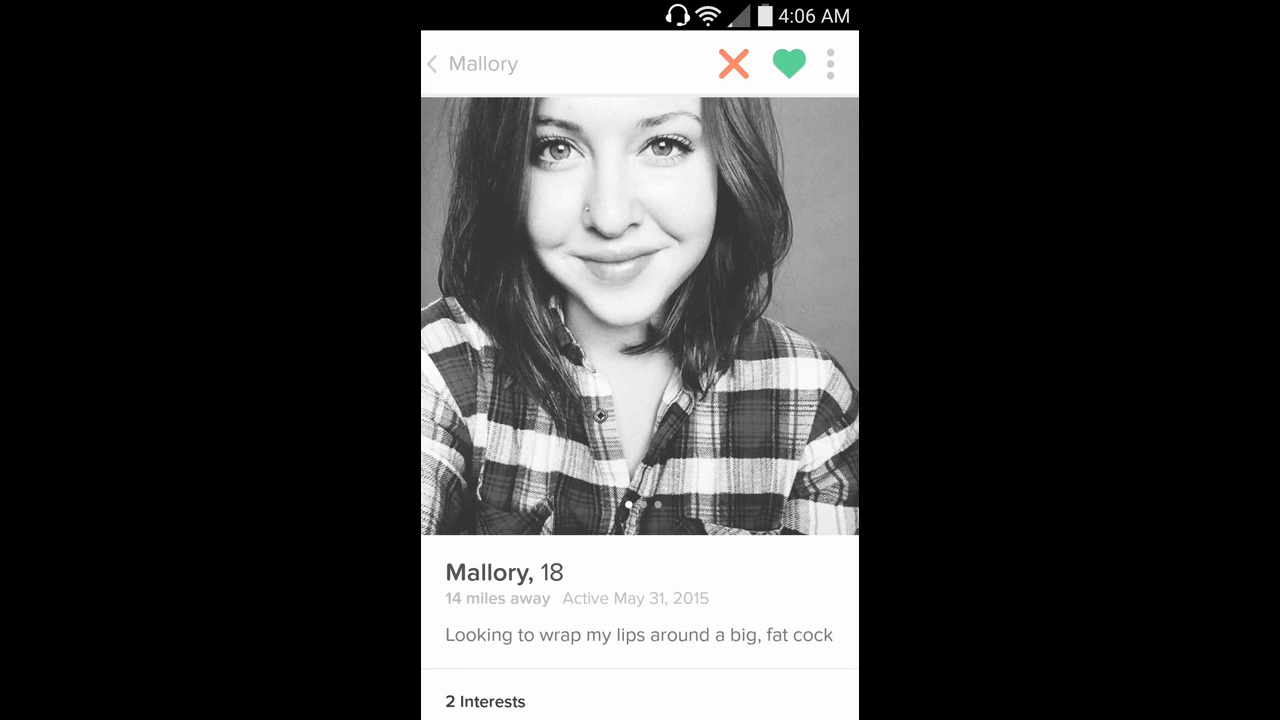 4:06 AM
Mallory
Mallory, 18
14 miles away Active May 31, 2015
Looking to wrap my lips around a big, fat cock
2 Interests